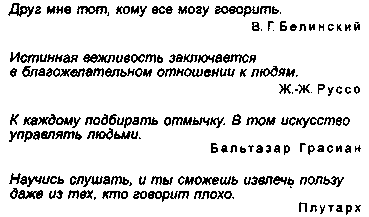 Друг мне тот, кому все могу говорить.
В. Г. Белинский
Истинная вежливость заключается
в благожелательном отношении к людям.
Ж.-Ж. Руссо
К каждому подбирать отмычку. В том искусство
управлять людьми.
Бальтазар Грасиан
Научись слушать, и ты сможешь извлечь пользу
даже из тех, кто говорит плохо.
Плутарх